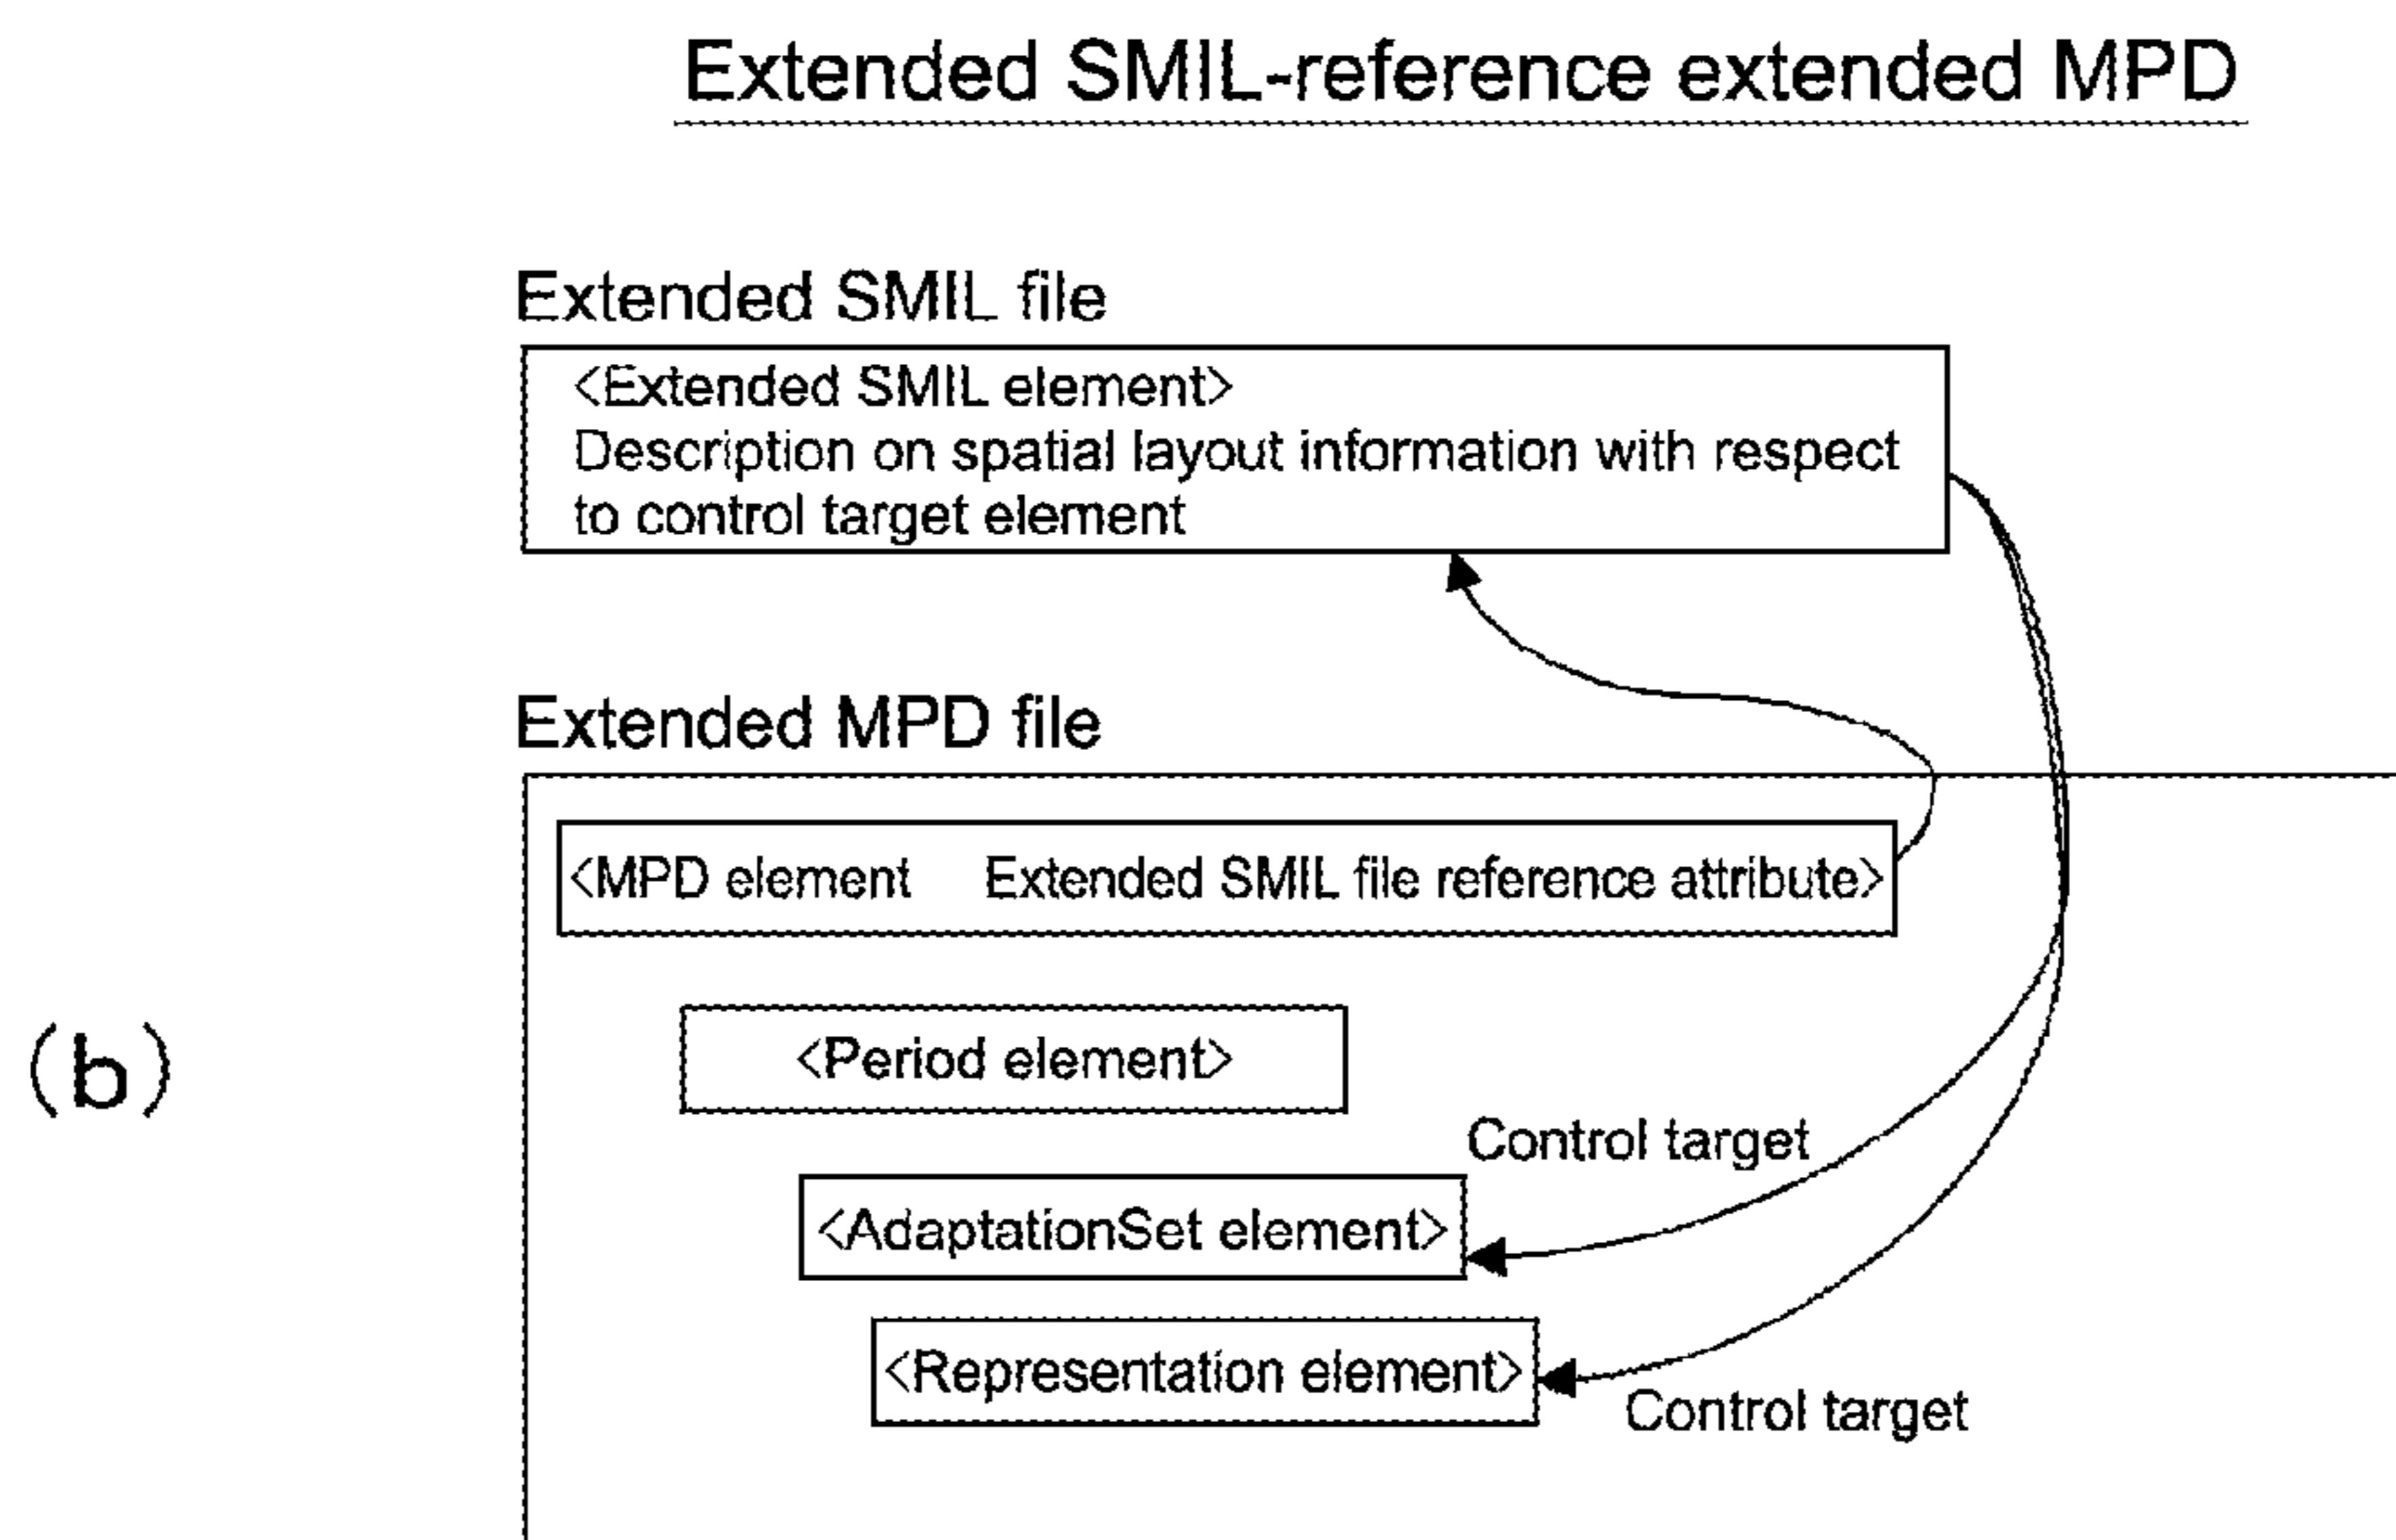 Extended SMIL-reference extended MPD
Extended SMIL file
<Extended SMIL element>
Description on spatial layout information with respect
to control target element
Extended MPD file
<MPD element Extended SMIL file reference attribute>
(b)
<Period element>
Control target
<AdaptationSet element>
<Representation element>
Control target